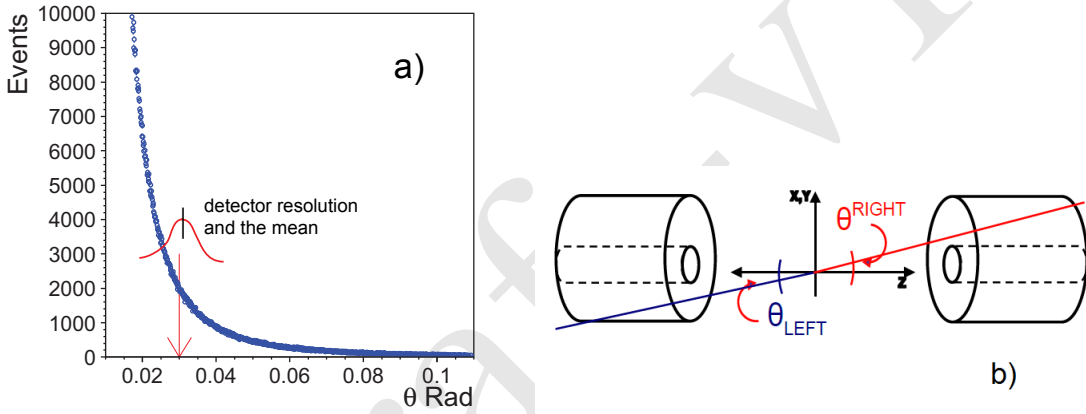 10000
9000
8000
7000
6000
5000
4000
3000
2000
1000
0
Events
a)
detector resolution
and the mean
0.02 0.04 0.06 0.08 0.1
θ Rad
X,Y
θRIGHT
Z
θLEFT
b)